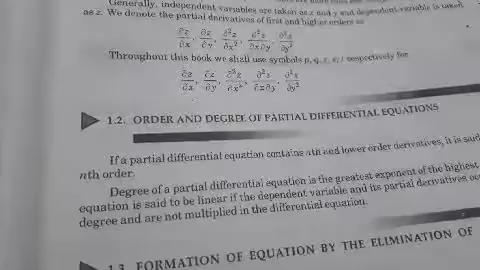 Generally, independent variables are taken as x and y and dependent variable is taken
as z. We denote the partial derivatives of first and higher orders as
∂z/∂x, ∂z/∂y, ∂²z/∂x², ∂²z/∂x∂y, ∂²z/∂y²
Throughout this book we shall use symbols p, q, r, s, t respectively for
∂z/∂x, ∂z/∂y, ∂²z/∂x², ∂²z/∂x∂y, ∂²z/∂y²
1.2. ORDER AND DEGREE OF PARTIAL DIFFERENTIAL EQUATIONS
If a partial differential equation contains nth and lower order derivatives, it is said
nth order.
Degree of a partial differential equation is the greatest exponent of the highest
equation is said to be linear if the dependent variable and its partial derivatives
degree and are not multiplied in the differential equation.
1.3. FORMATION OF EQUATION BY THE ELIMINATION OF